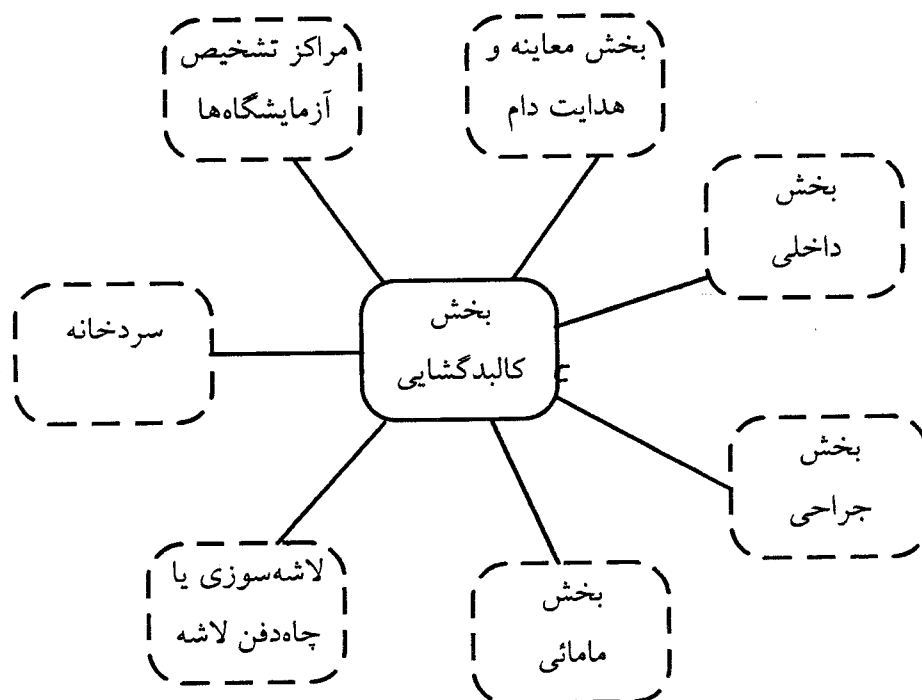 مراکز تشخیص
آزمایشگاه‌ها
بخش معاینه و
هدایت دام
بخش
داخلی
بخش
کالبدگشایی
سردخانه
بخش
جراحی
لاشه‌سوزی یا
چاه‌دفن لاشه
بخش
مامائی